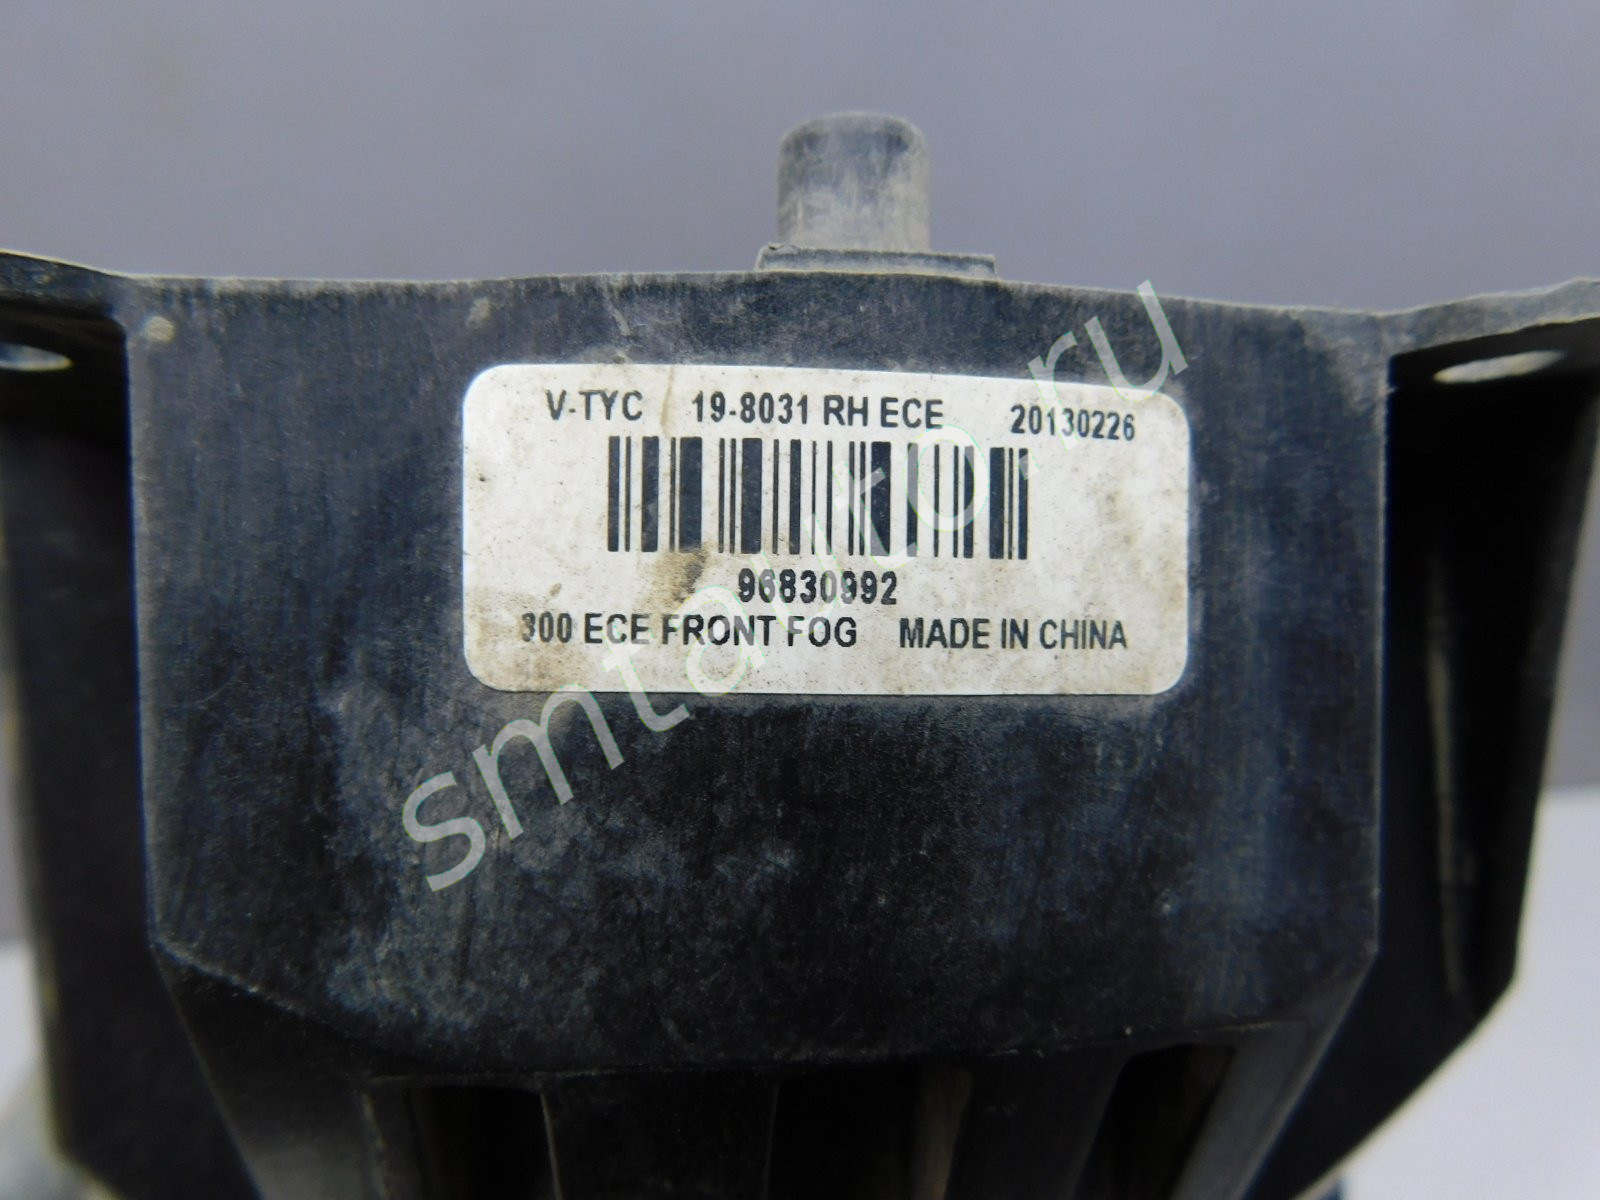 V-TYC 19-8031 RH ECE 20130226
96830992
300 ECE FRONT FOG MADE IN CHINA
smtauto.ru